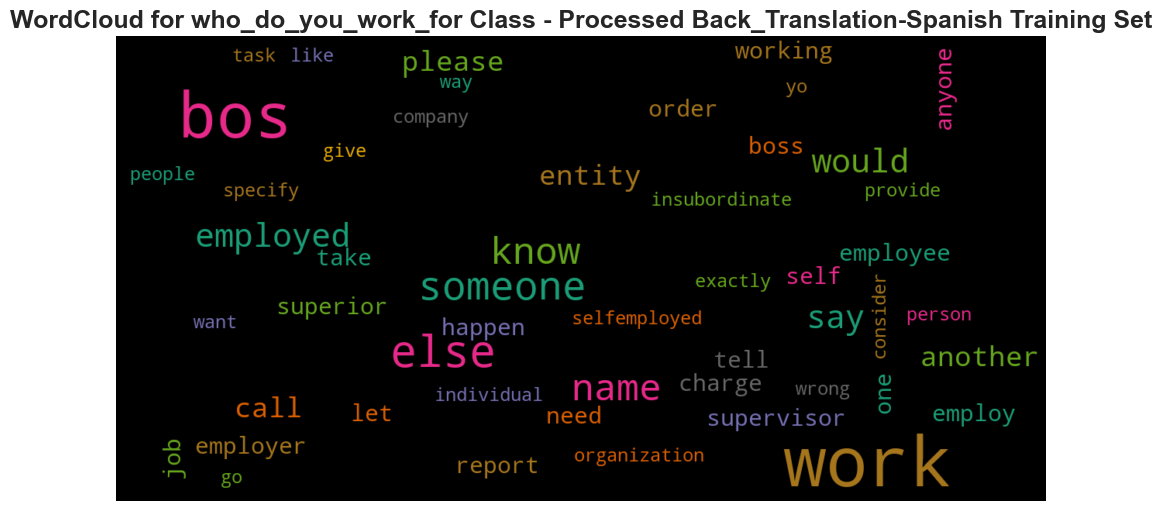 WordCloud for who_do_you_work_for Class - Processed Back_Translation-Spanish Training Set
task like
please
working
way
yo
anyone
bos
company
order
boss
give
would
people
specify
entity
insubordinate
provide
employed
take
know
employee
someone
exactly
self
superior
want
happen
selfemployed
say
consider
person
else
tell
another
individual
name
charge
wrong
one
call
let
need
supervisor
employ
job
employer
go
report
organization
work